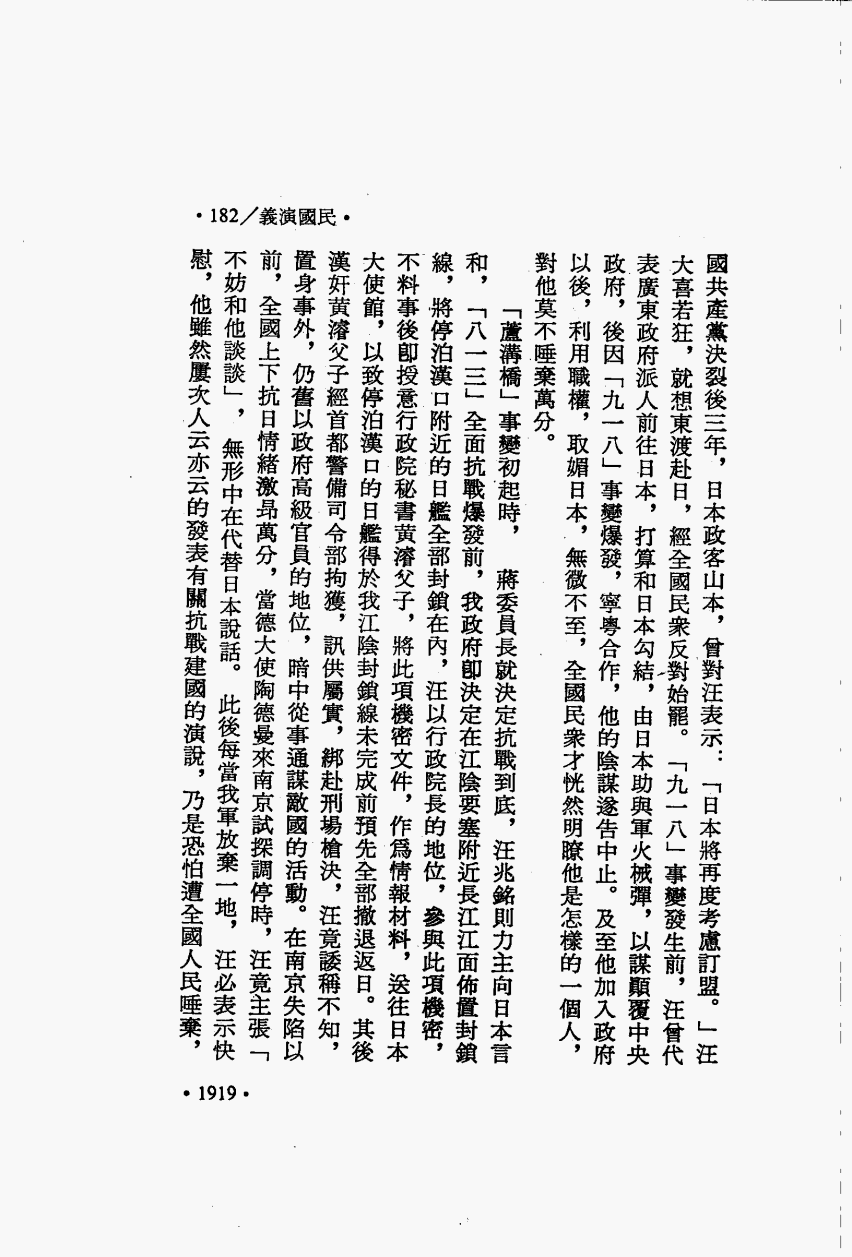 •182/義演國民•
國共產黨決裂後三年，日本政客山本，曾對汪表示：「日本將再度考慮訂盟。」汪
大喜若狂，就想東渡赴日，經全國民衆反對始罷。「九一八」事變發生前，汪曾代
表廣東政府派人前往日本，打算和日本勾結，由日本助與軍火械彈，以謀顚覆中央
政府，後因「九一八」事變爆發，寧粵合作，他的陰謀遂告中止。及至他加入政府
以後，利用職權，取媚日本，無微不至，全國民衆才恍然明瞭他是怎樣的一個人，
對他莫不唾棄萬分。
「蘆溝橋」事變初起時，　蔣委員長就決定抗戰到底，汪兆銘則力主向日本言
和，「八一三」全面抗戰爆發前，我政府卽決定在江陰要塞附近長江江面佈置封鎖
線，將停泊漢口附近的日艦全部封鎖在內，汪以行政院長的地位，參與此項機密，
不料事後卽授意行政院秘書黃濬父子，將此項機密文件，作爲情報材料，送往日本
大使館，以致停泊漢口的日艦得於我江陰封鎖線未完成前預先全部撤退返日。其後
漢奸黃濬父子經首都警備司令部拘獲，訊供屬實，綁赴刑場槍決，汪竟諉稱不知，
置身事外，仍舊以政府高級官員的地位，暗中從事通謀敵國的活動。在南京失陷以
前，全國上下抗日情緒激昂萬分，當德大使陶德曼來南京試探調停時，汪竟主張「
不妨和他談談」，無形中在代替日本說話。此後每當我軍放棄一地，汪必表示快
慰，他雖然屢次人云亦云的發表有關抗戰建國的演說，乃是恐怕遭全國人民唾棄，
•1919•